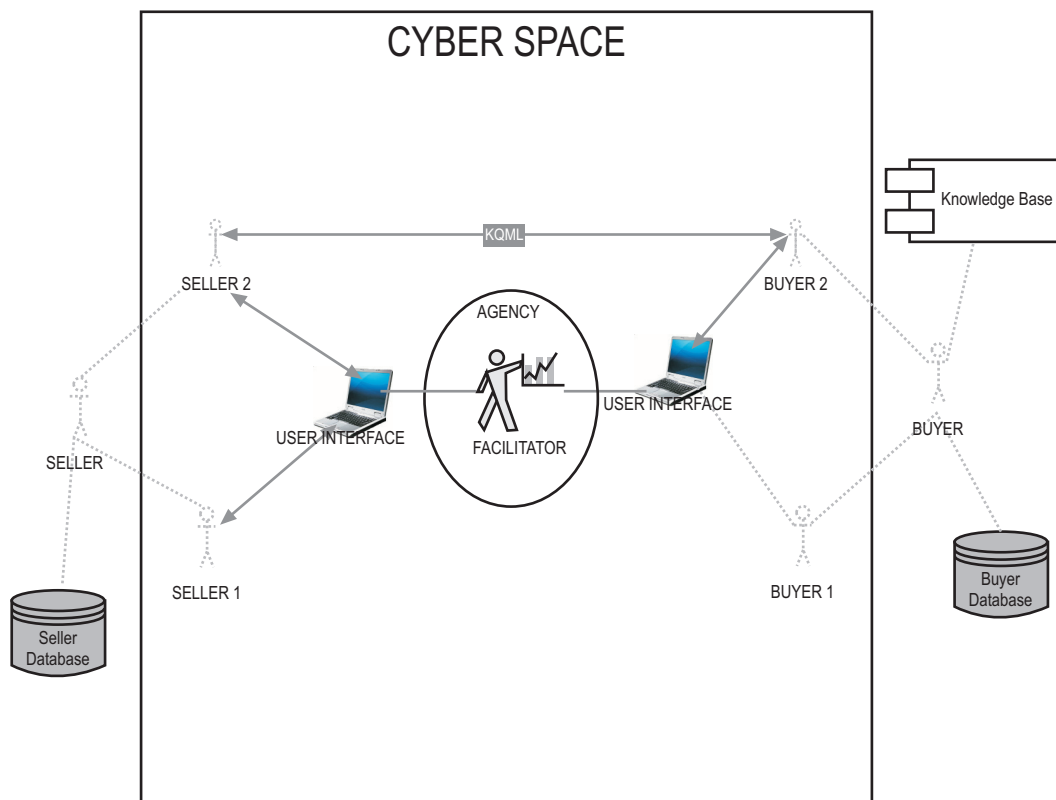 CYBER SPACE
Knowledge Base
KQML
SELLER 2
BUYER 2
AGENCY
USER INTERFACE
USER INTERFACE
FACILITATOR
SELLER
BUYER
SELLER 1
BUYER 1
Seller
Database
Buyer
Database